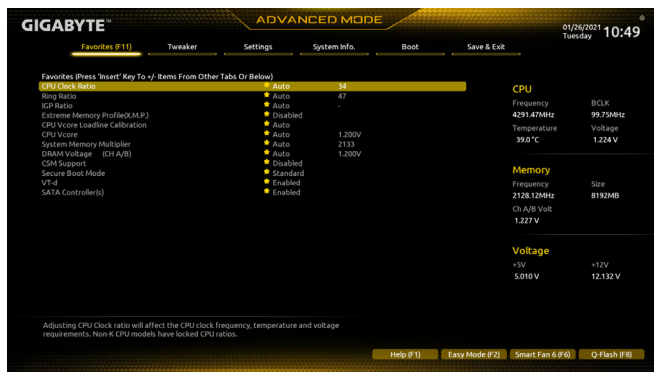 GIGABYTE™
ADVANCED MODE
01/26/2021
Tuesday 10:49
Favorites (F11) Tweaker Settings System Info. Boot Save & Exit
Favorites (Press 'Insert' Key To +/- Items From Other Tabs Or Below)
CPU Clock Ratio Auto 34
Ring Ratio Auto 47
IGP Ratio Auto -
Extreme Memory Profile(X.M.P.) Disabled
CPU Vcore Loadline Calibration Auto
CPU Vcore Auto 1.200V
System Memory Multiplier Auto 2133
DRAM Voltage (CH A/B) Auto 1.200V
CSM Support Disabled
Secure Boot Mode Standard
VT-d Enabled
SATA Controller(s) Enabled
CPU
Frequency BCLK
4291.47MHz 99.75MHz
Temperature Voltage
39.0 °C 1.224 V
Memory
Frequency Size
2128.12MHz 8192MB
Ch A/B Volt
1.227 V
Voltage
+5V +12V
5.010 V 12.132 V
Adjusting CPU Clock ratio will affect the CPU clock frequency, temperature and voltage
requirements. Non-K CPU models have locked CPU ratios.
Help (F1) Easy Mode (F2) Smart Fan 6 (F6) Q-Flash (F8)